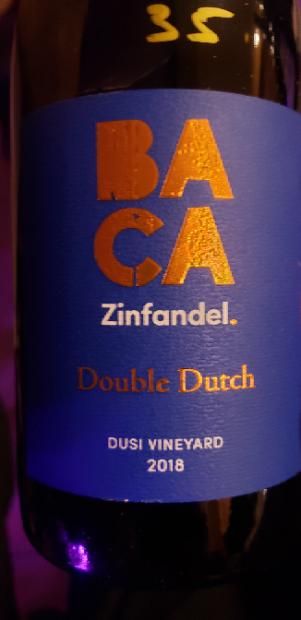 35
BA
CA
Zinfandel.
Double Dutch
DUSI VINEYARD
2018